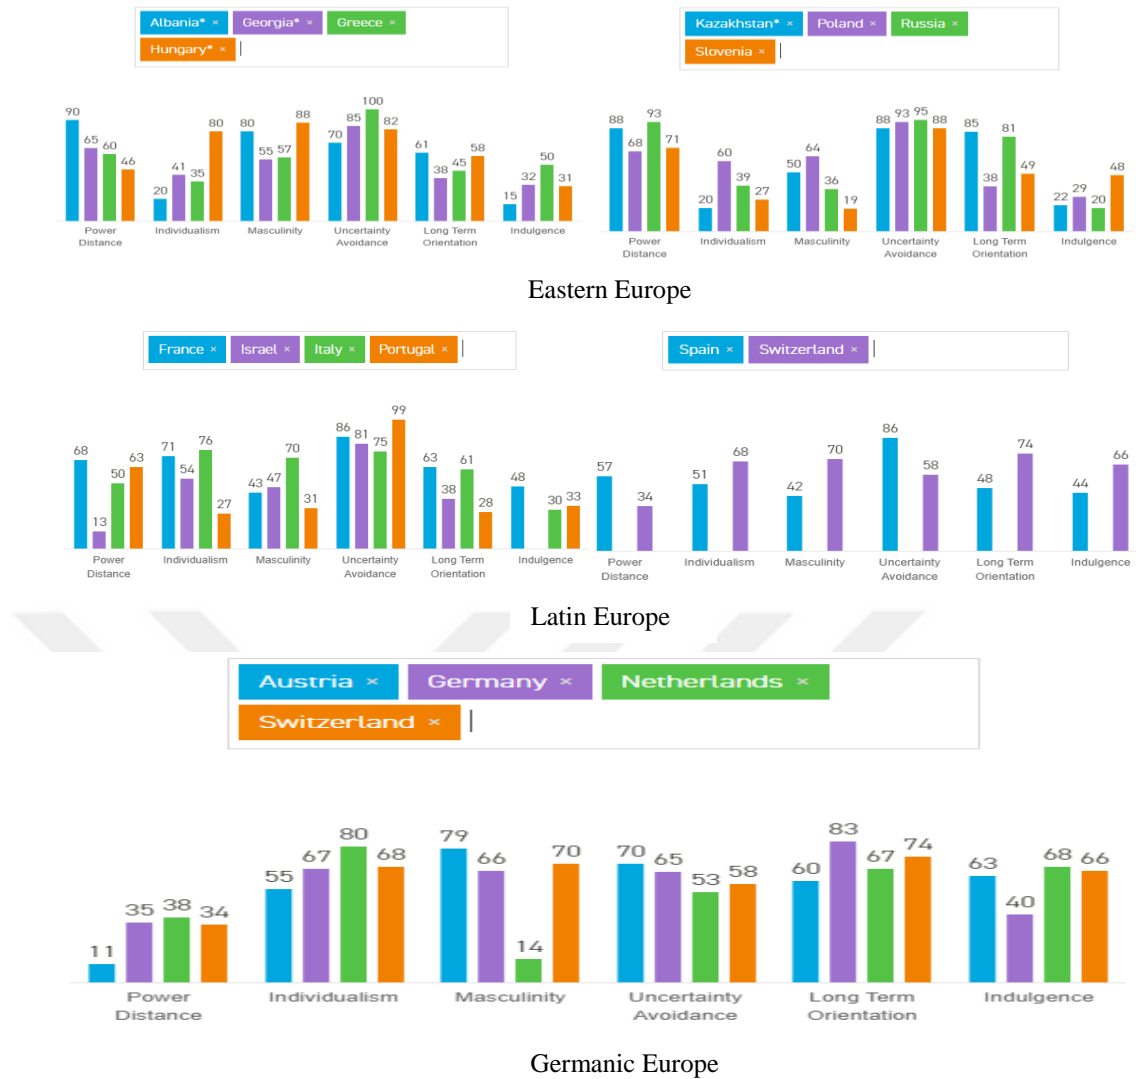 Albania* × Georgia* × Greece ×
Hungary* ×
90 65 60 46 20 41 35 80 80 55 57 88 70 85 100 82 61 38 45 58 15 32 50 31
Power Distance Individualism Masculinity Uncertainty Avoidance Long Term Orientation Indulgence
Kazakhstan* × Poland × Russia ×
Slovenia ×
88 68 93 71 20 60 39 27 50 64 36 19 88 93 95 88 85 38 81 49 22 29 20 48
Power Distance Individualism Masculinity Uncertainty Avoidance Long Term Orientation Indulgence
Eastern Europe
France × Israel × Italy × Portugal ×
68 13 50 63 71 54 76 27 43 47 70 31 86 81 75 99 63 38 61 28 48 30 33
Power Distance Individualism Masculinity Uncertainty Avoidance Long Term Orientation Indulgence
Spain × Switzerland ×
57 34 51 68 42 70 86 58 48 74 44 66
Power Distance Individualism Masculinity Uncertainty Avoidance Long Term Orientation Indulgence
Latin Europe
Austria × Germany × Netherlands ×
Switzerland ×
11 35 38 34 55 67 80 68 79 66 14 70 70 65 53 58 60 83 67 74 63 40 68 66
Power Distance Individualism Masculinity Uncertainty Avoidance Long Term Orientation Indulgence
Germanic Europe